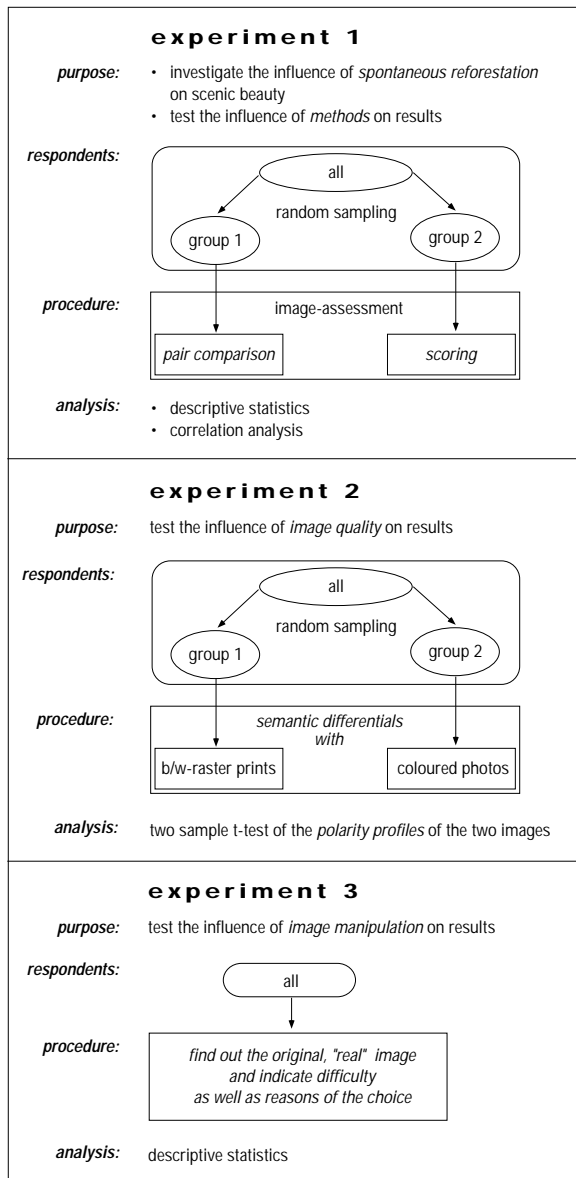 experiment 1
purpose: • investigate the influence of spontaneous reforestation
on scenic beauty
• test the influence of methods on results
respondents:
all
random sampling
group 1 group 2
procedure: image-assessment
pair comparison scoring
analysis: • descriptive statistics
• correlation analysis
experiment 2
purpose: test the influence of image quality on results
respondents:
all
random sampling
group 1 group 2
procedure: semantic differentials
with
b/w-raster prints coloured photos
analysis: two sample t-test of the polarity profiles of the two images
experiment 3
purpose: test the influence of image manipulation on results
respondents:
all
procedure:
find out the original, "real" image
and indicate difficulty
as well as reasons of the choice
analysis: descriptive statistics